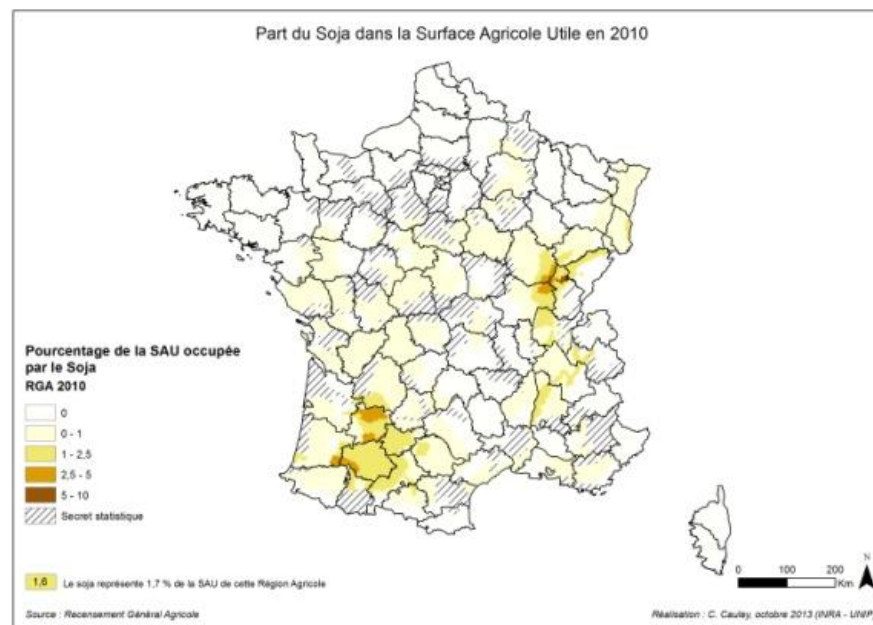 Part du Soja dans la Surface Agricole Utile en 2010
Pourcentage de la SAU occupée
par le Soja
RGA 2010
0
0 - 1
1 - 2,5
2,5 - 5
5 - 10
Secret statistique
1,6 Le soja représente 1,7 % de la SAU de cette Région Agricole
N
0 100 200
Km
Source : Recensement Général Agricole
Réalisation : C. Caulay, octobre 2013 (INRA - UNIP)